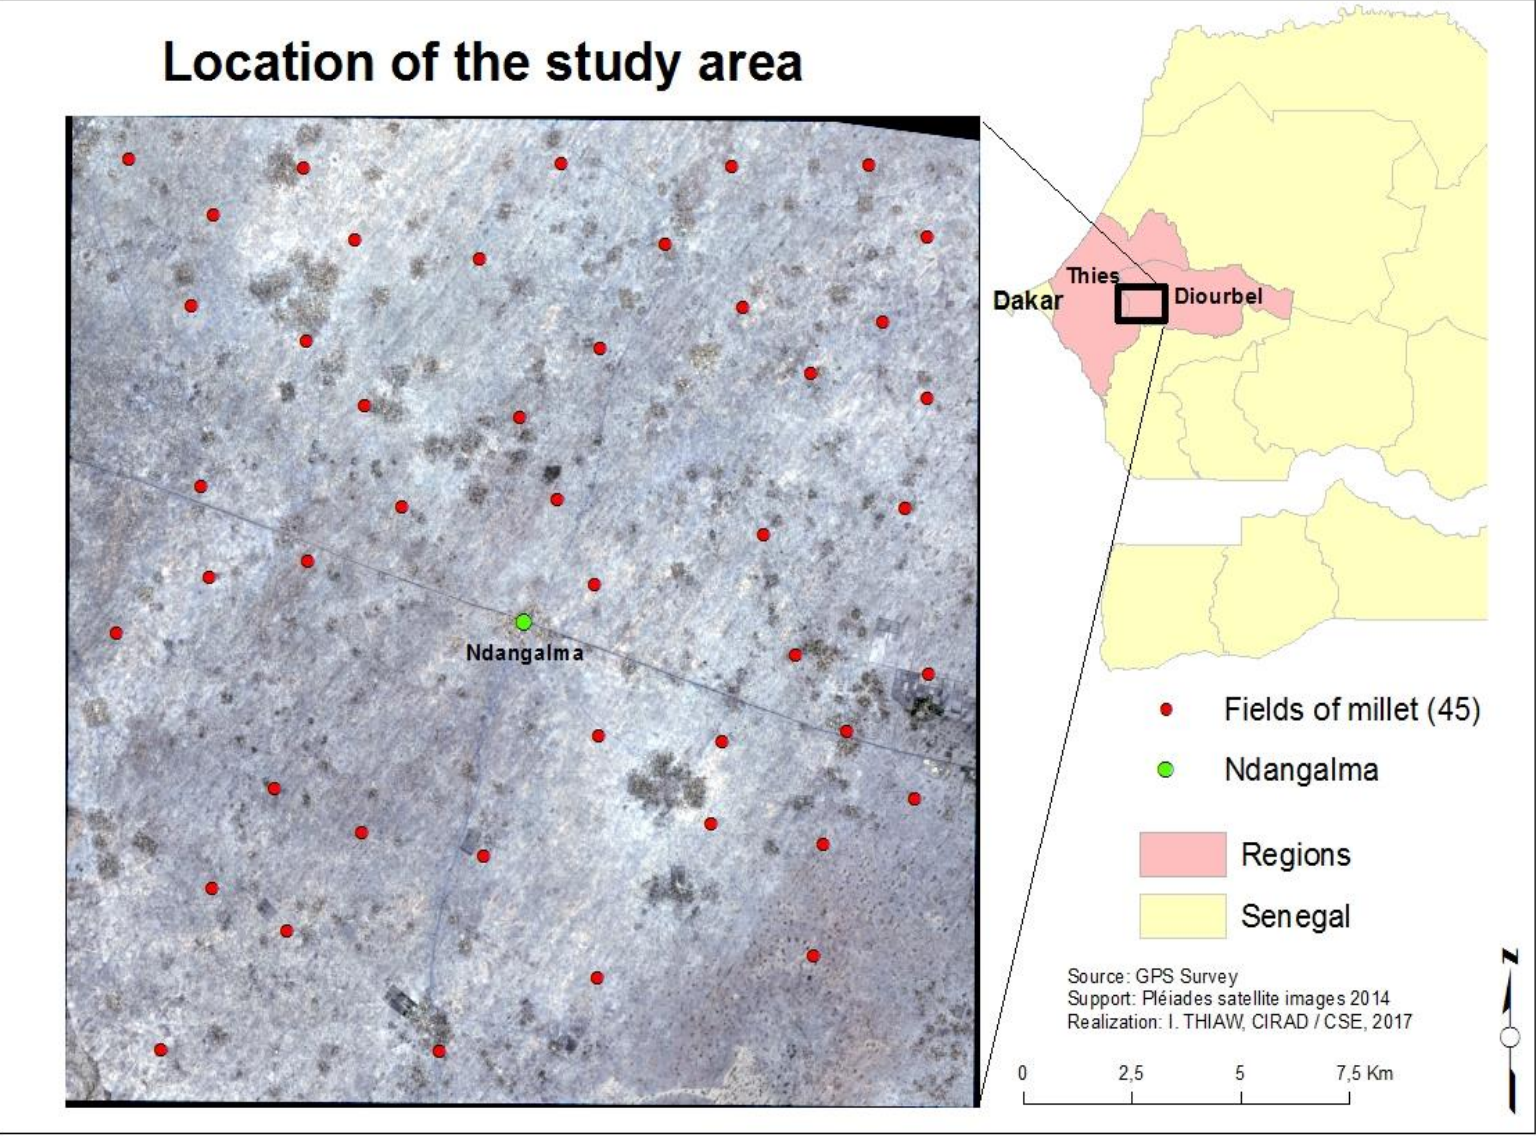 Location of the study area
Thies
Dakar
Diourbel
Ndangalma
Fields of millet (45)
Ndangalma
Regions
Senegal
Source: GPS Survey
Support: Pléiades satellite images 2014
Realization: I. THIAW, CIRAD / CSE, 2017
0 2,5 5 7,5 Km
N